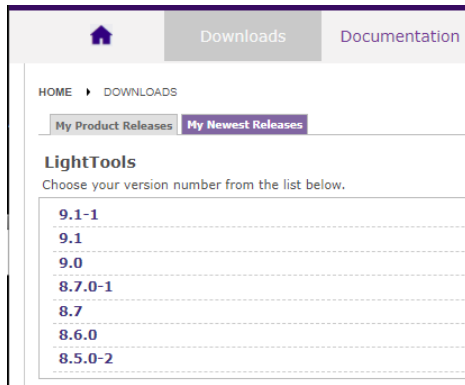 Downloads Documentation
HOME DOWNLOADS
My Product Releases My Newest Releases
LightTools
Choose your version number from the list below.
9.1-1
9.1
9.0
8.7.0-1
8.7
8.6.0
8.5.0-2